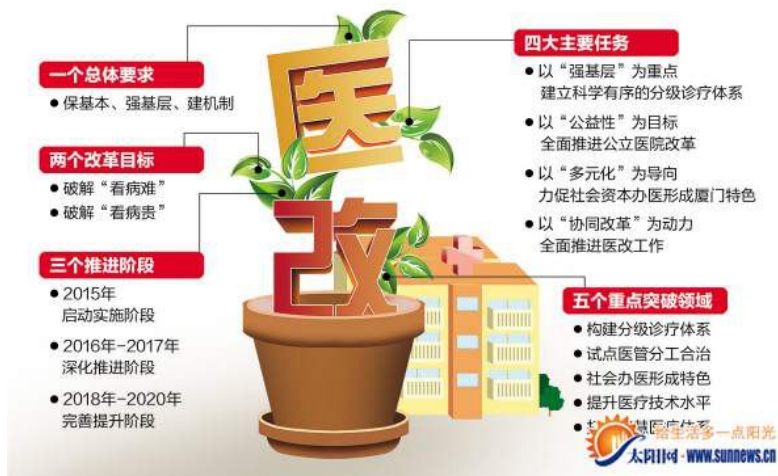 一个总体要求
● 保基本、强基层、建机制
两个改革目标
● 破解“看病难”
● 破解“看病贵”
三个推进阶段
● 2015年
启动实施阶段
● 2016年-2017年
深化推进阶段
● 2018年-2020年
完善提升阶段
医
改
四大主要任务
● 以“强基层”为重点
建立科学有序的分级诊疗体系
● 以“公益性”为目标
全面推进公立医院改革
● 以“多元化”为导向
力促社会资本办医形成厦门特色
● 以“协同改革”为动力
全面推进医改工作
五个重点突破领域
● 构建分级诊疗体系
● 试点医管分工合治
● 社会办医形成特色
● 提升医疗技术水平
● 慧医疗体系
给生活多一点阳光
太阳网·www.sunnews.cn